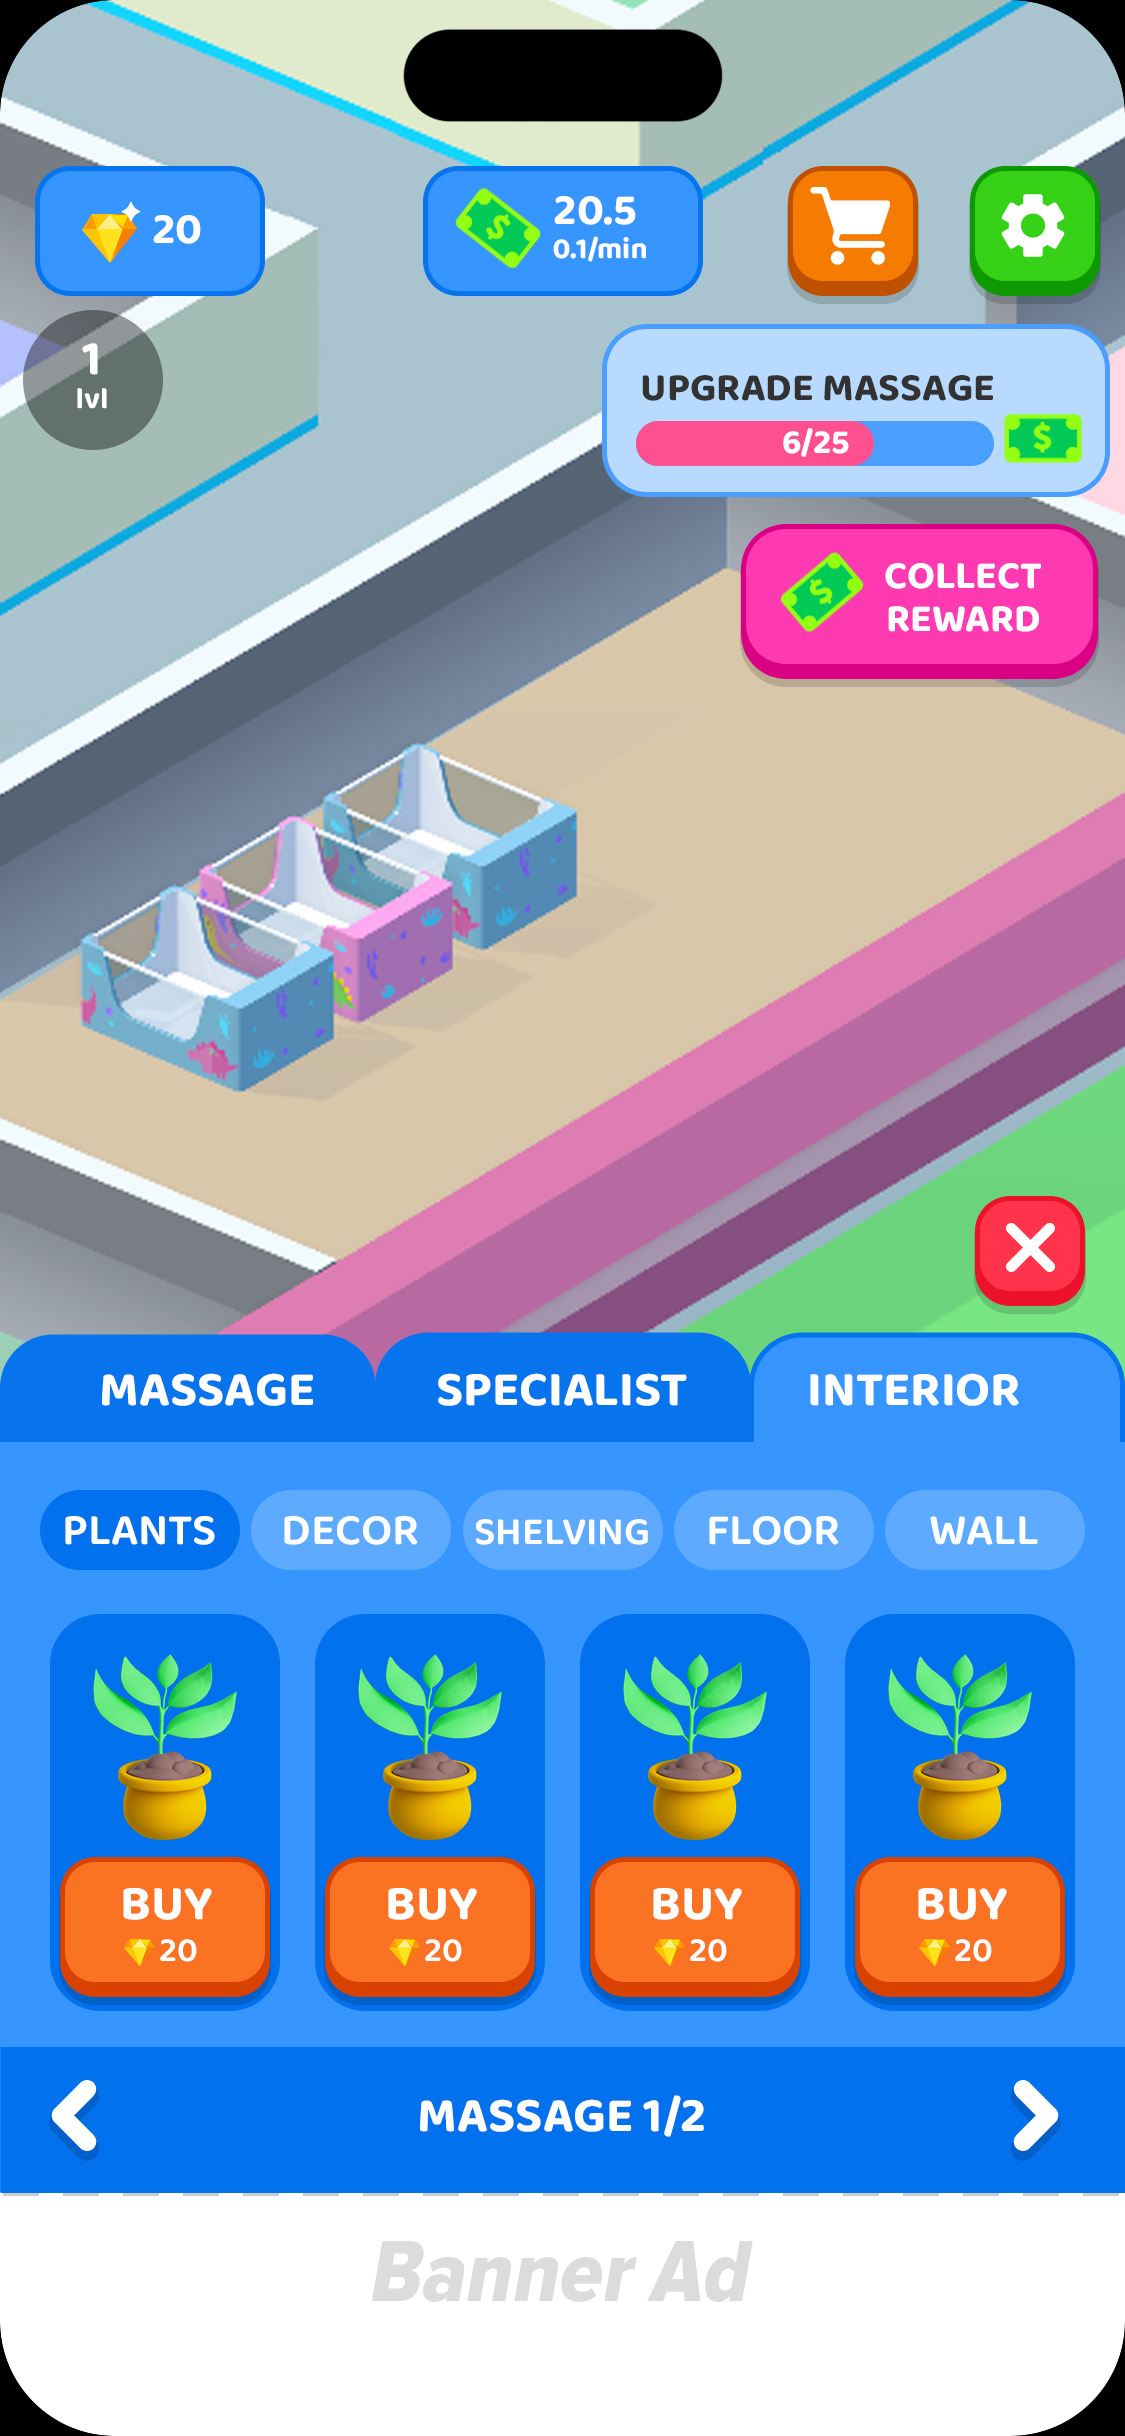 20
20.5
0.1/min
1
lvl
UPGRADE MASSAGE
6/25
$
$
COLLECT
REWARD
$
MASSAGE
SPECIALIST
INTERIOR
PLANTS
DECOR
SHELVING
FLOOR
WALL
BUY
20
BUY
20
BUY
20
BUY
20
MASSAGE 1/2
Banner Ad